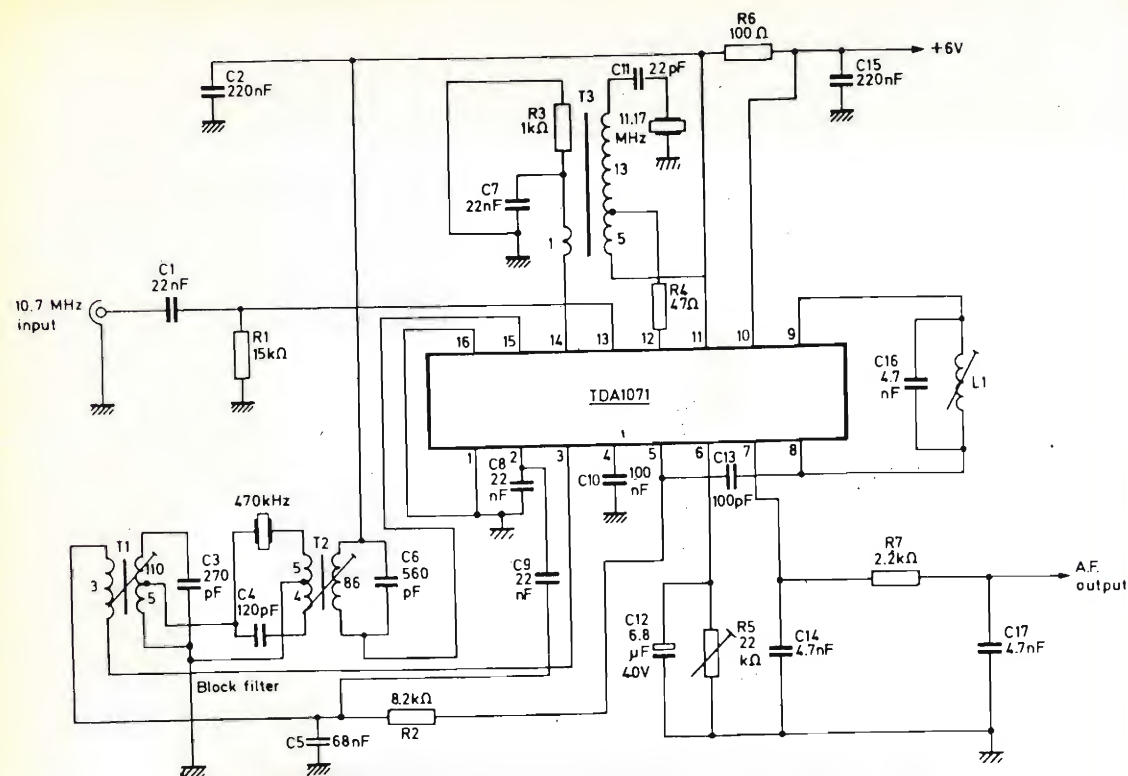 R6
100 Ω
+6V
C2
220nF
C11
22 pF
C15
220nF
T3
R3
1kΩ
11.17
MHz
13
C7
22nF
1
5
C1
22nF
10.7 MHz
input
R4
47Ω
R1
15kΩ
16
15
14
13
12
11
10
9
C16
4.7
nF
L1
TDA1071
1
2
3
4
5
6
7
8
C8
22
nF
C10
100
nF
C13
100pF
470kHz
T1
T2
R7
2.2kΩ
3
110
5
C3
270
pF
5
4
86
C6
560
pF
C9
22
nF
A.F.
output
C4
120pF
C12
6.8
µF
40V
R5
22
kΩ
C14
4.7nF
C17
4.7nF
Block filter
8.2kΩ
R2
C5
68nF